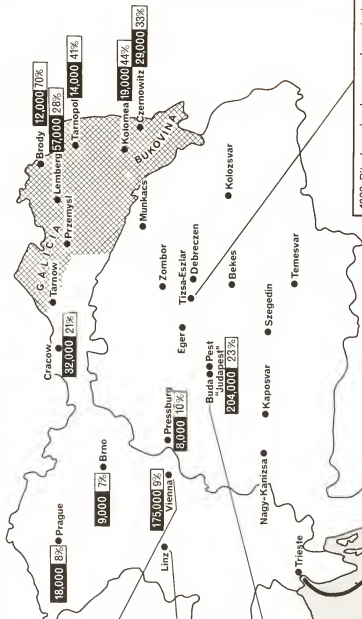 Brody
12,000 70%
Lemberg
57,000 28%
Tarnopol
14,000 41%
Kolomea
19,000 44%
Czernowitz
29,000 33%
BUKOVINA
GALICIA
Przemysl
Tarnow
Cracow
32,000 21%
Prague
18,000 8%
Brno
9,000 7%
Munkacs
Zombor
Tizsa-Eszlar
Debreczen
Eger
Kolozsvar
Pressburg
8,000 10%
175,000 9%
Vienna
Linz
Buda Pest
"Judapest"
204,000 23%
Bekes
Szegedin
Temesvar
Kaposvar
Nagy-Kanizsa
Trieste